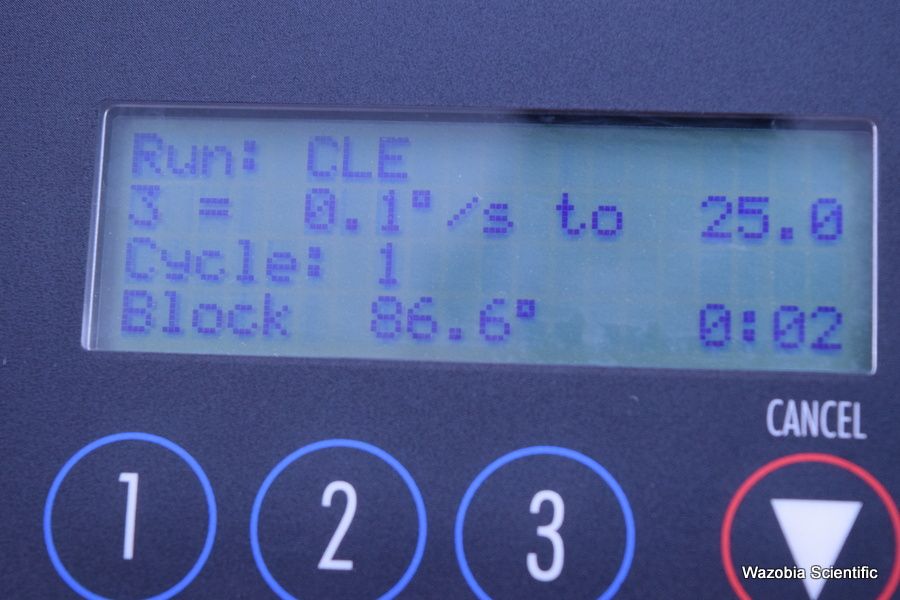 Run: CLE
3 = 0.1°/s to 25.0
Cycle: 1
Block 86.6° 0:02
CANCEL
1 2 3
Wazobia Scientific